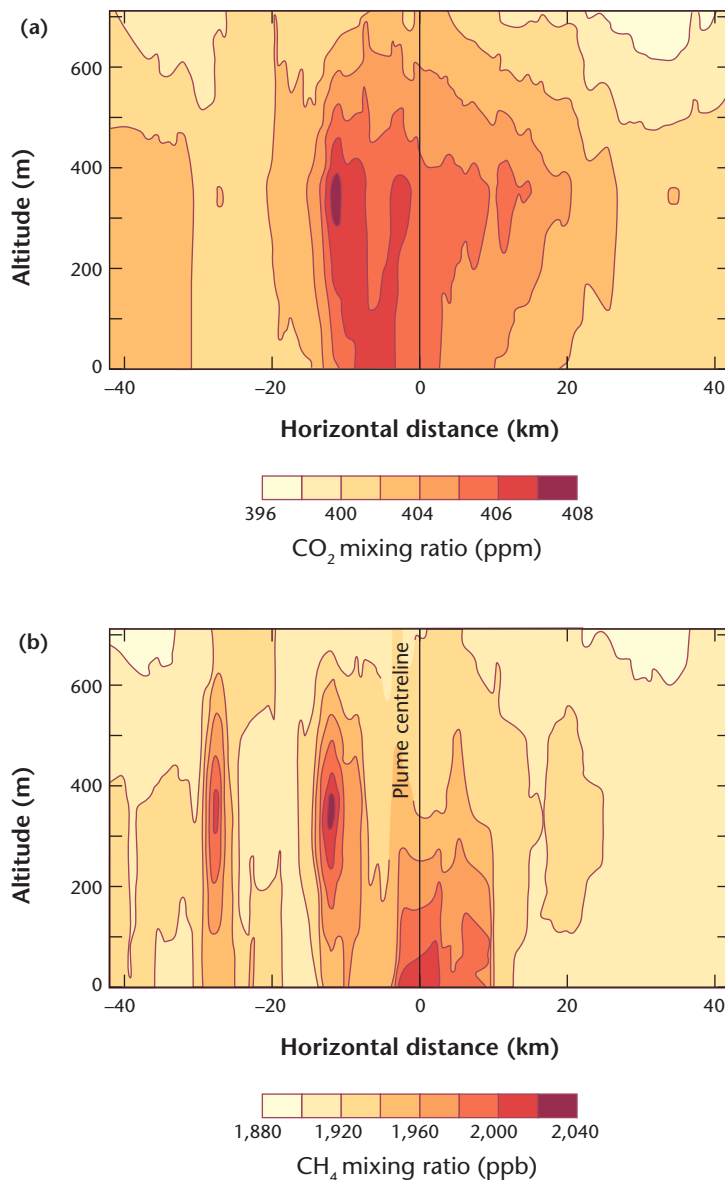 (a)
600
400
200
0
Altitude (m)
−40 −20 0 20 40
Horizontal distance (km)
396 400 404 406 408
CO₂ mixing ratio (ppm)
(b)
Plume centreline
600
400
200
0
Altitude (m)
−40 −20 0 20 40
Horizontal distance (km)
1,880 1,920 1,960 2,000 2,040
CH₄ mixing ratio (ppb)